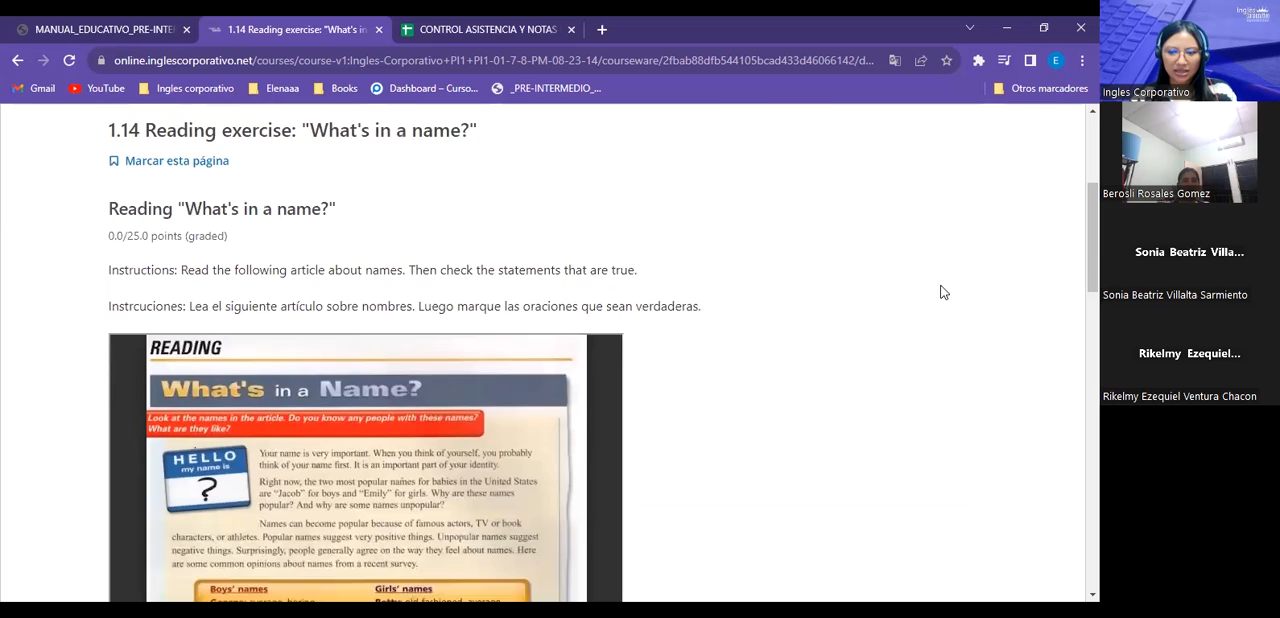 MANUAL_EDUCATIVO_PRE-INTE
1.14 Reading exercise: "What's in
CONTROL ASISTENCIA Y NOTAS
online.inglescorporativo.net/courses/course-v1:Ingles-Corporativo+PI1+PI1-01-7-8-PM-08-23-14/courseware/2fbab88dfb544105bcad433d46066142/d...
E
Gmail
YouTube
Ingles corporativo
Elenaaa
Books
Dashboard – Curso...
_PRE-INTERMEDIO_...
Otros marcadores
1.14 Reading exercise: "What's in a name?"
Marcar esta página
Reading "What's in a name?"
0.0/25.0 points (graded)
Instructions: Read the following article about names. Then check the statements that are true.
Instrcuciones: Lea el siguiente artículo sobre nombres. Luego marque las oraciones que sean verdaderas.
READING
What's in a Name?
Look at the names in the article. Do you know any people with these names?
What are they like?
HELLO
my name is
?
Your name is very important. When you think of yourself, you probably
think of your name first. It is an important part of your identity.
Right now, the two most popular names for babies in the United States
are "Jacob" for boys and "Emily" for girls. Why are these names
popular? And why are some names unpopular?
Names can become popular because of famous actors, TV or book
characters, or athletes. Popular names suggest very positive things. Unpopular names suggest
negative things. Surprisingly, people generally agree on the way they feel about names. Here
are some common opinions about names from a recent survey.
Boys' names
Girls' names
Ingles Corporativo
Berosli Rosales Gomez
Sonia Beatriz Villa...
Sonia Beatriz Villalta Sarmiento
Rikelmy Ezequiel...
Rikelmy Ezequiel Ventura Chacon